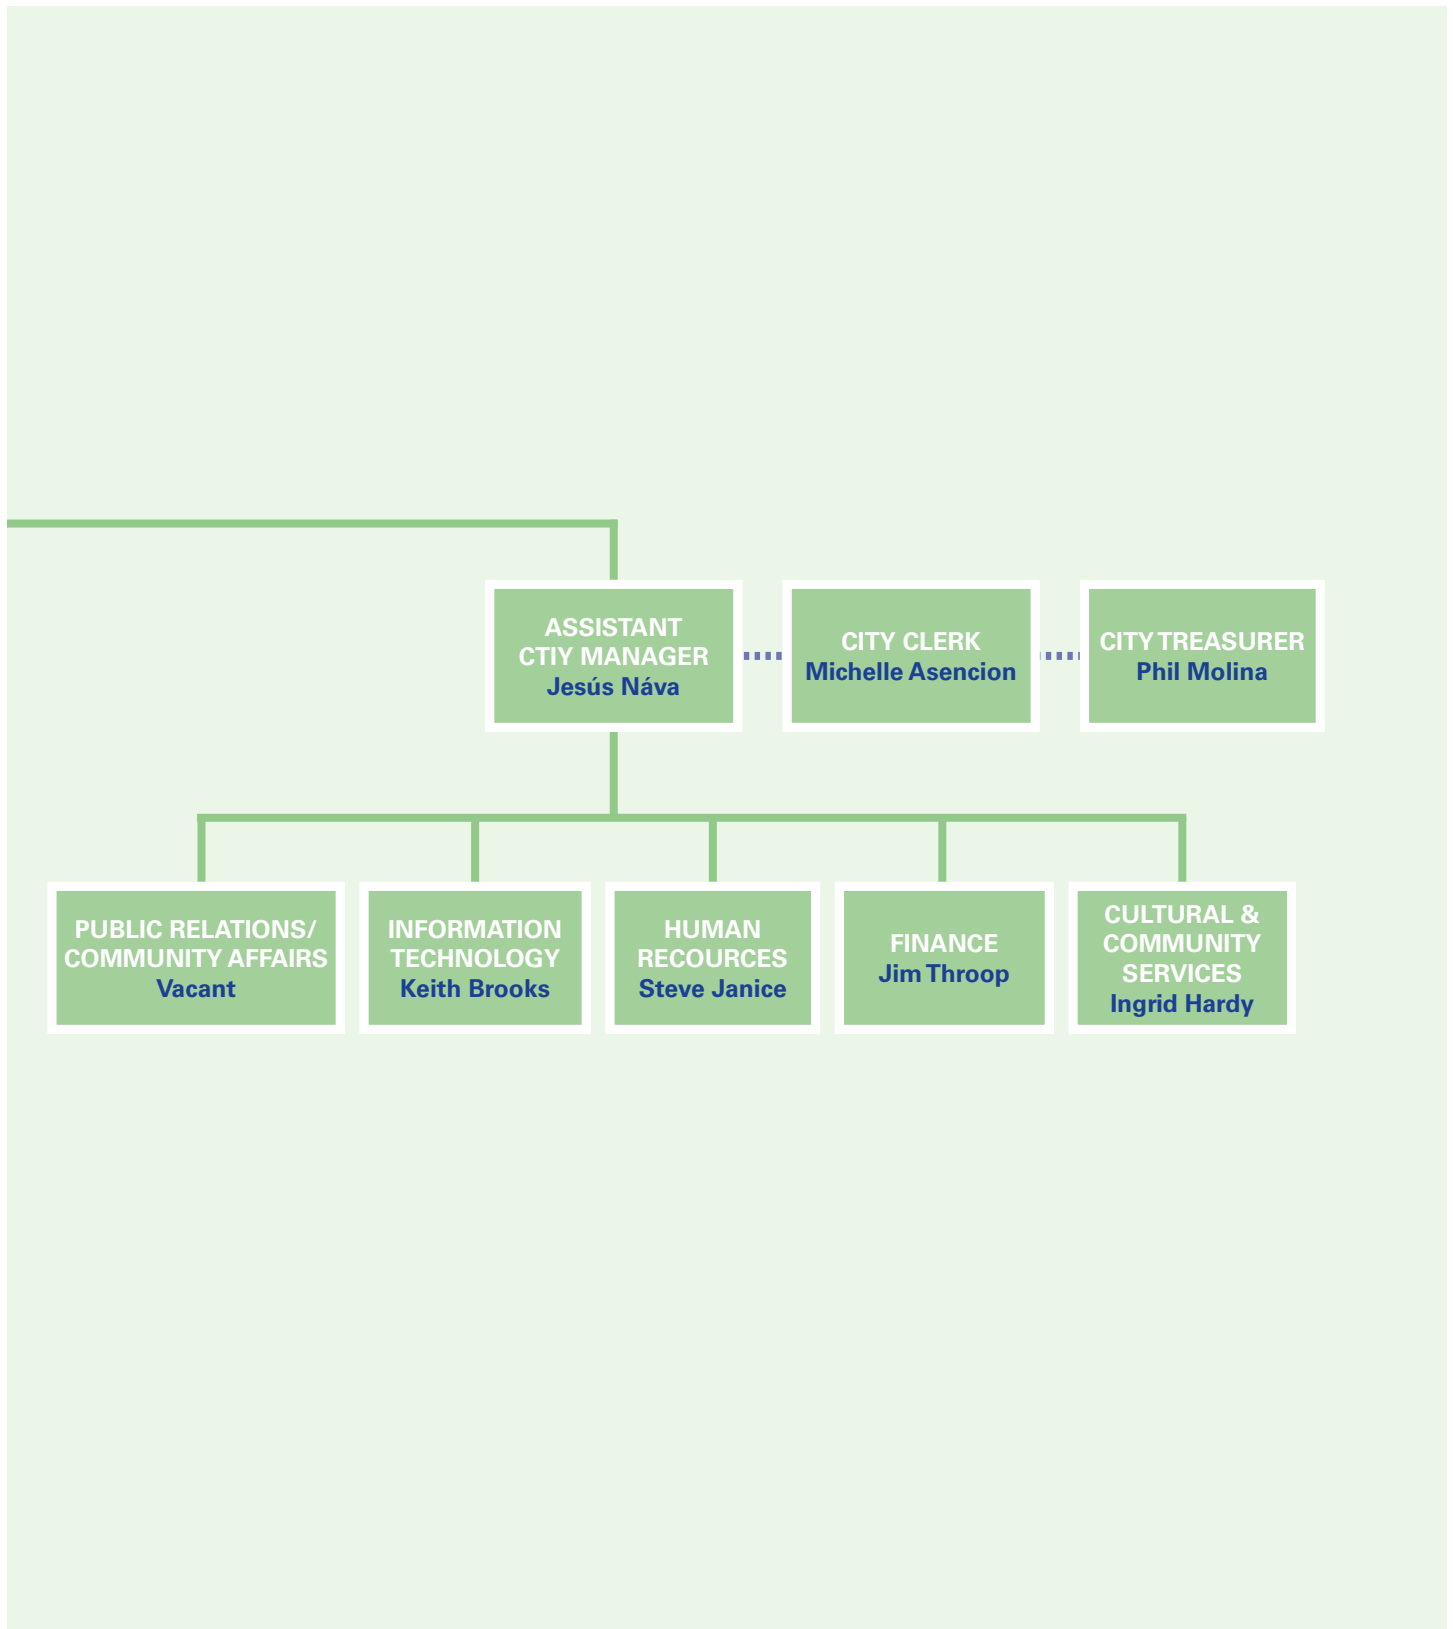 ASSISTANT
CTIY MANAGER
Jesús Náva
CITY CLERK
Michelle Asencion
CITY TREASURER
Phil Molina
PUBLIC RELATIONS/
COMMUNITY AFFAIRS
Vacant
INFORMATION
TECHNOLOGY
Keith Brooks
HUMAN
RECOURCES
Steve Janice
FINANCE
Jim Throop
CULTURAL &
COMMUNITY
SERVICES
Ingrid Hardy